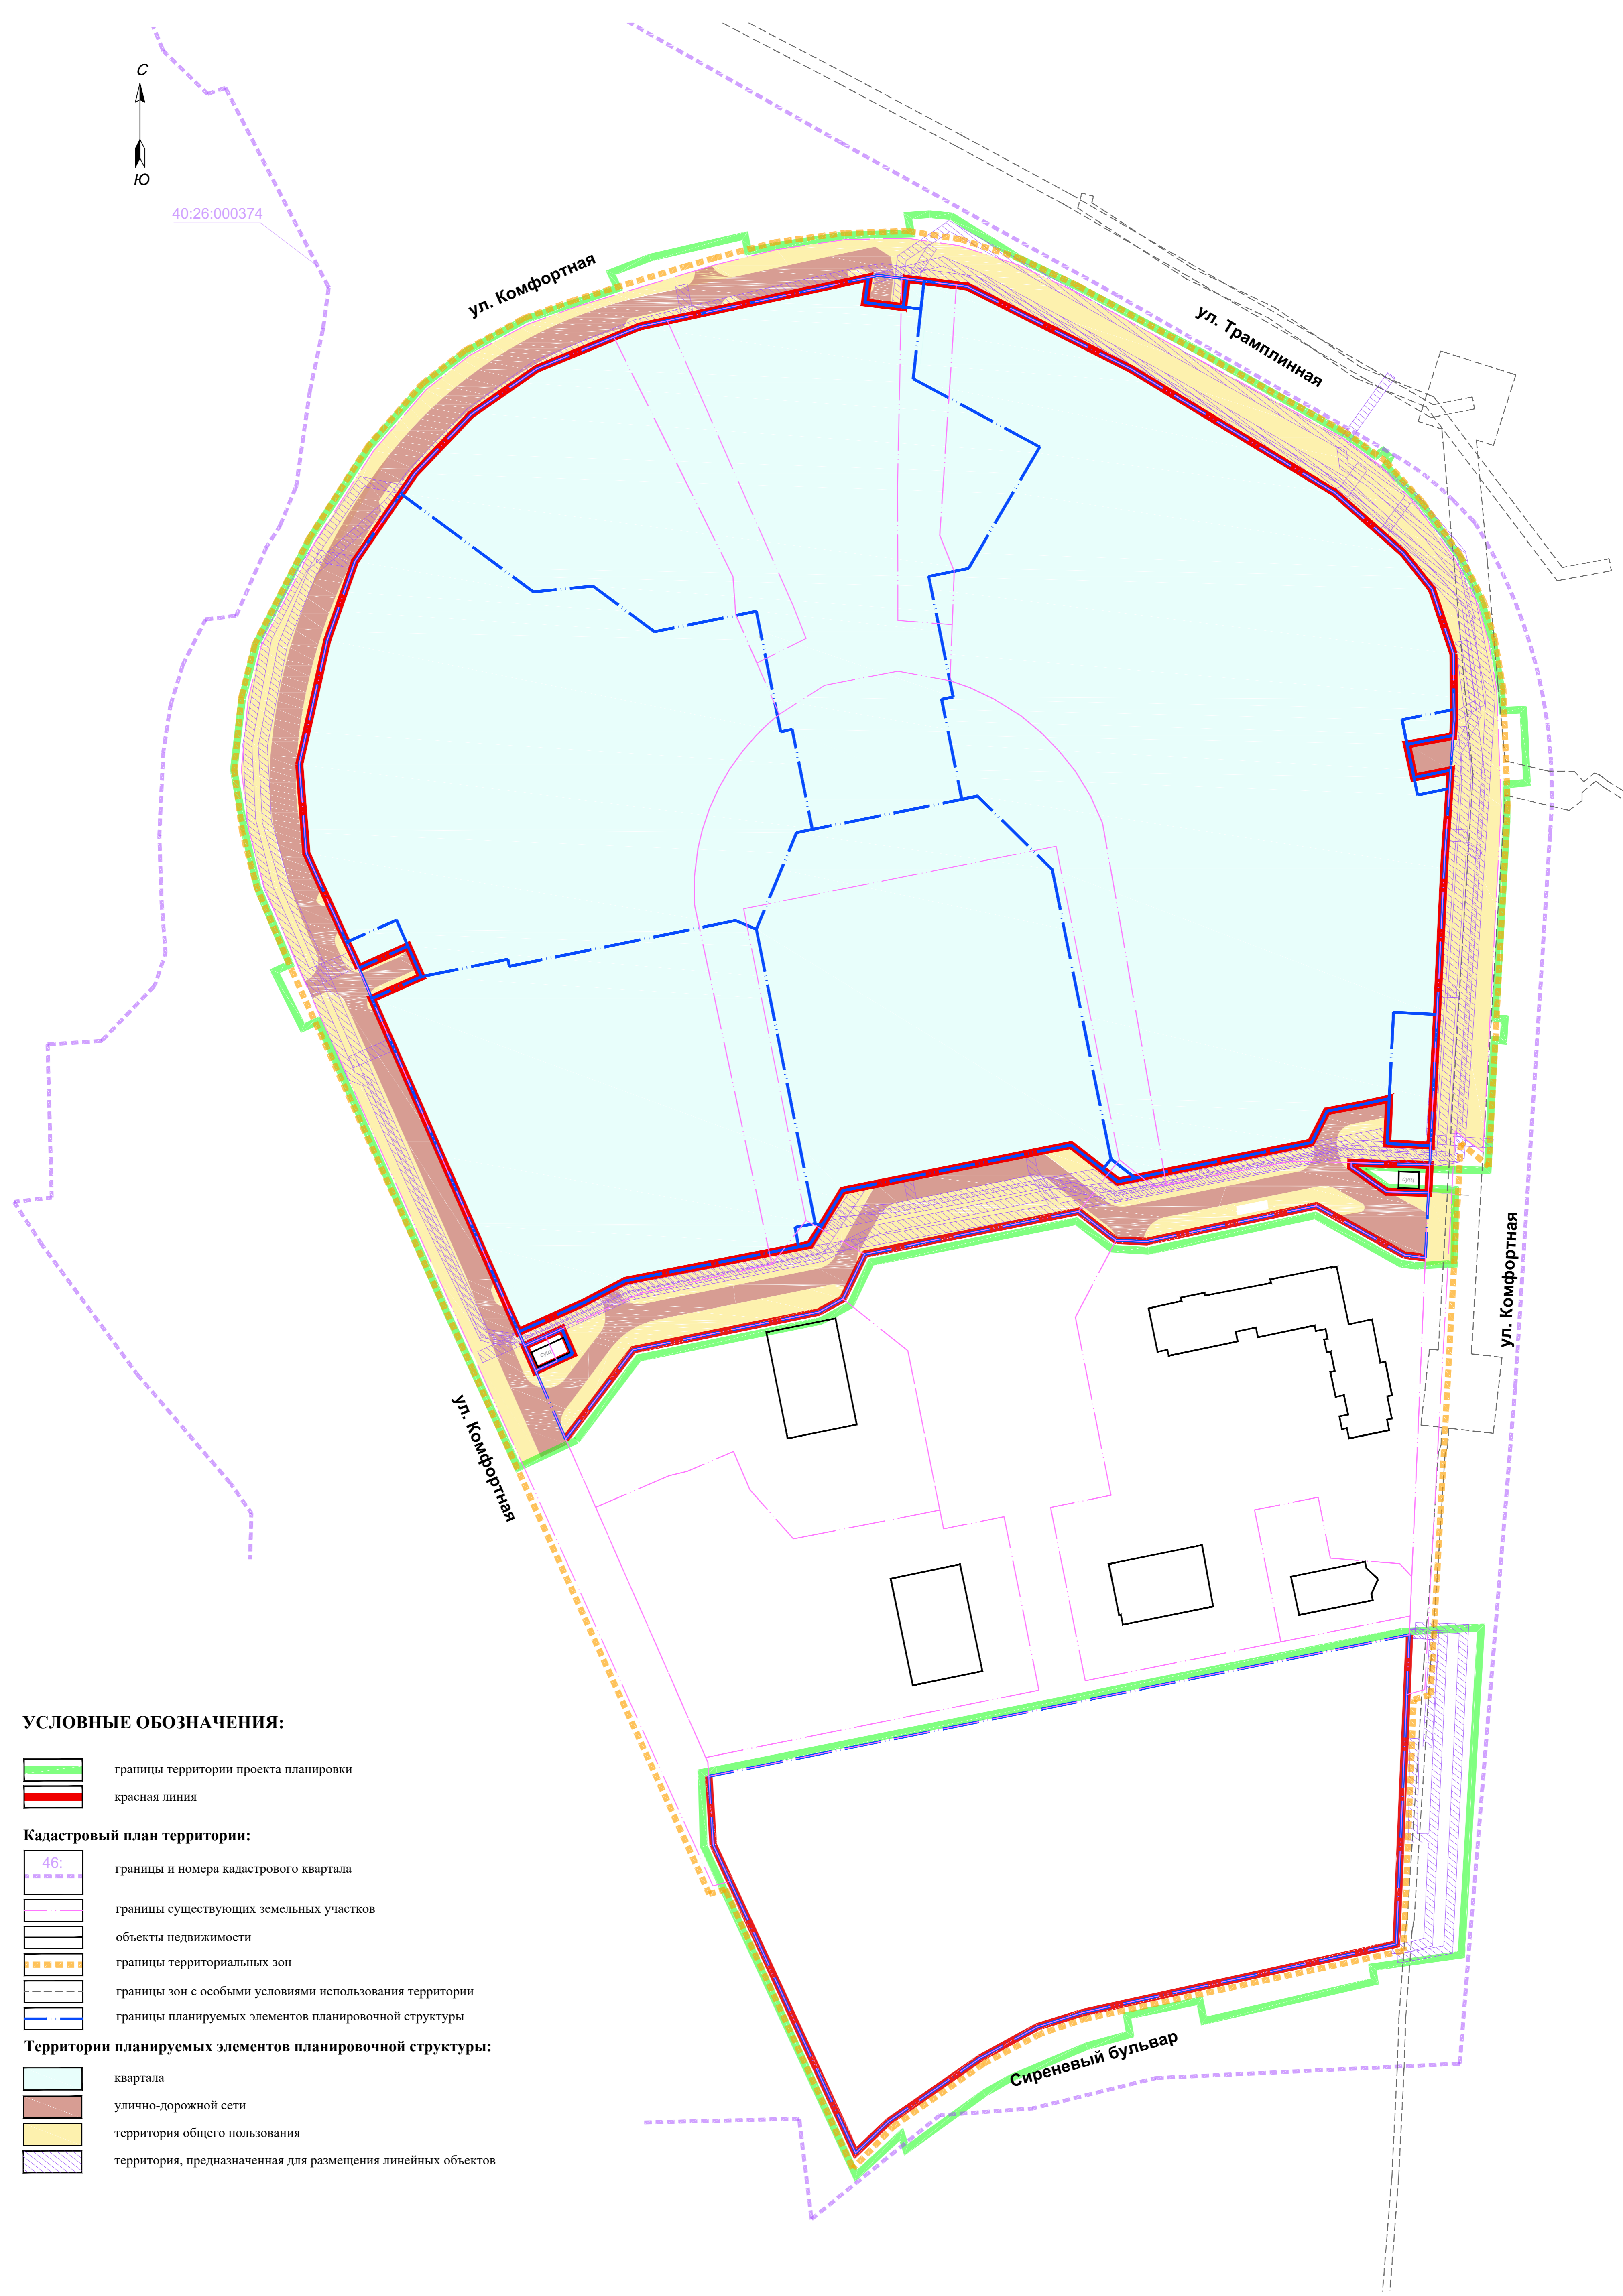 С
Ю
40:26:000374
ул. Комфортная
ул. Трамплинная
сущ
сущ
ул. Комфортная
ул. Комфортная
Сиреневый бульвар
УСЛОВНЫЕ ОБОЗНАЧЕНИЯ:
границы территории проекта планировки
красная линия
Кадастровый план территории:
46:
границы и номера кадастрового квартала
границы существующих земельных участков
объекты недвижимости
границы территориальных зон
границы зон с особыми условиями использования территории
границы планируемых элементов планировочной структуры
Территории планируемых элементов планировочной структуры:
квартала
улично-дорожной сети
территория общего пользования
территория, предназначенная для размещения линейных объектов